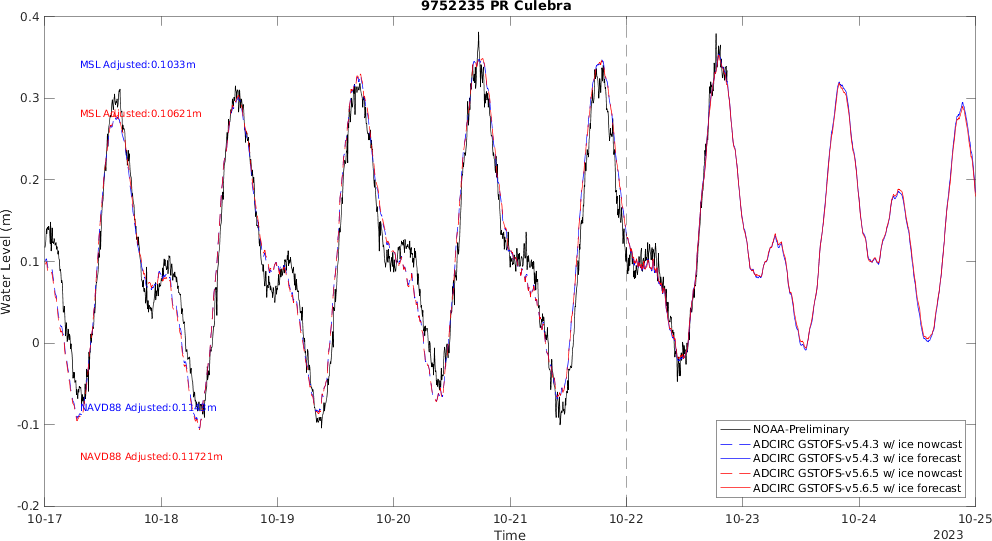 9752235 PR Culebra
0.4
0.3
0.2
0.1
0
-0.1
-0.2
Water Level (m)
MSL Adjusted:0.1033m
MSL Adjusted:0.10621m
NAVD88 Adjusted:
NAVD88 Adjusted:0.11721m
NOAA-Preliminary
ADCIRC GSTOFS-v5.4.3 w/ ice nowcast
ADCIRC GSTOFS-v5.4.3 w/ ice forecast
ADCIRC GSTOFS-v5.6.5 w/ ice nowcast
ADCIRC GSTOFS-v5.6.5 w/ ice forecast
10-17 10-18 10-19 10-20 10-21 10-22 10-23 10-24 10-25
Time
2023